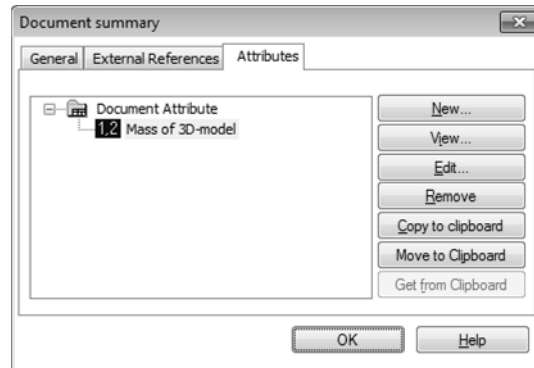 Document summary
General External References Attributes
Document Attribute
1,2 Mass of 3D-model
New...
View...
Edit...
Remove
Copy to clipboard
Move to Clipboard
Get from Clipboard
OK Help